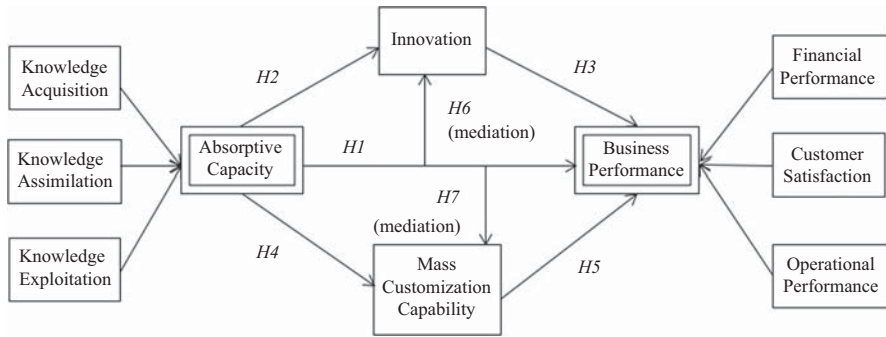 Knowledge
Acquisition
Knowledge
Assimilation
Knowledge
Exploitation
Absorptive
Capacity
H2
H1
H4
Innovation
H6
(mediation)
H7
(mediation)
Mass
Customization
Capability
H3
H5
Business
Performance
Financial
Performance
Customer
Satisfaction
Operational
Performance